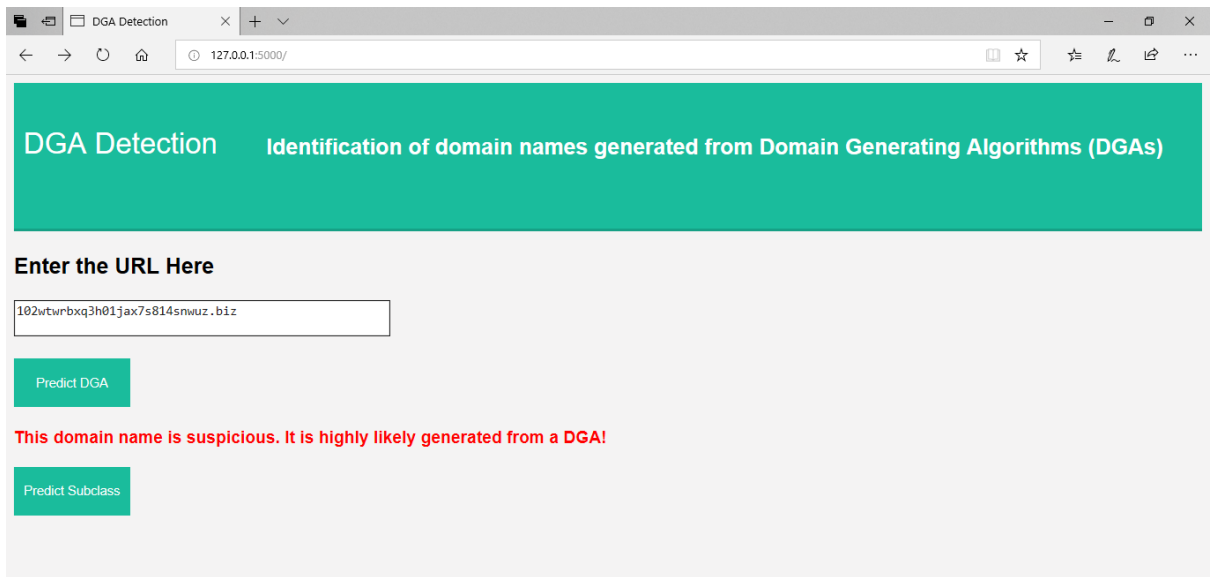 DGA Detection
127.0.0.1:5000/
DGA Detection
Identification of domain names generated from Domain Generating Algorithms (DGAs)
Enter the URL Here
102wtwrbxq3h01jax7s814snwuz.biz
Predict DGA
This domain name is suspicious. It is highly likely generated from a DGA!
Predict Subclass